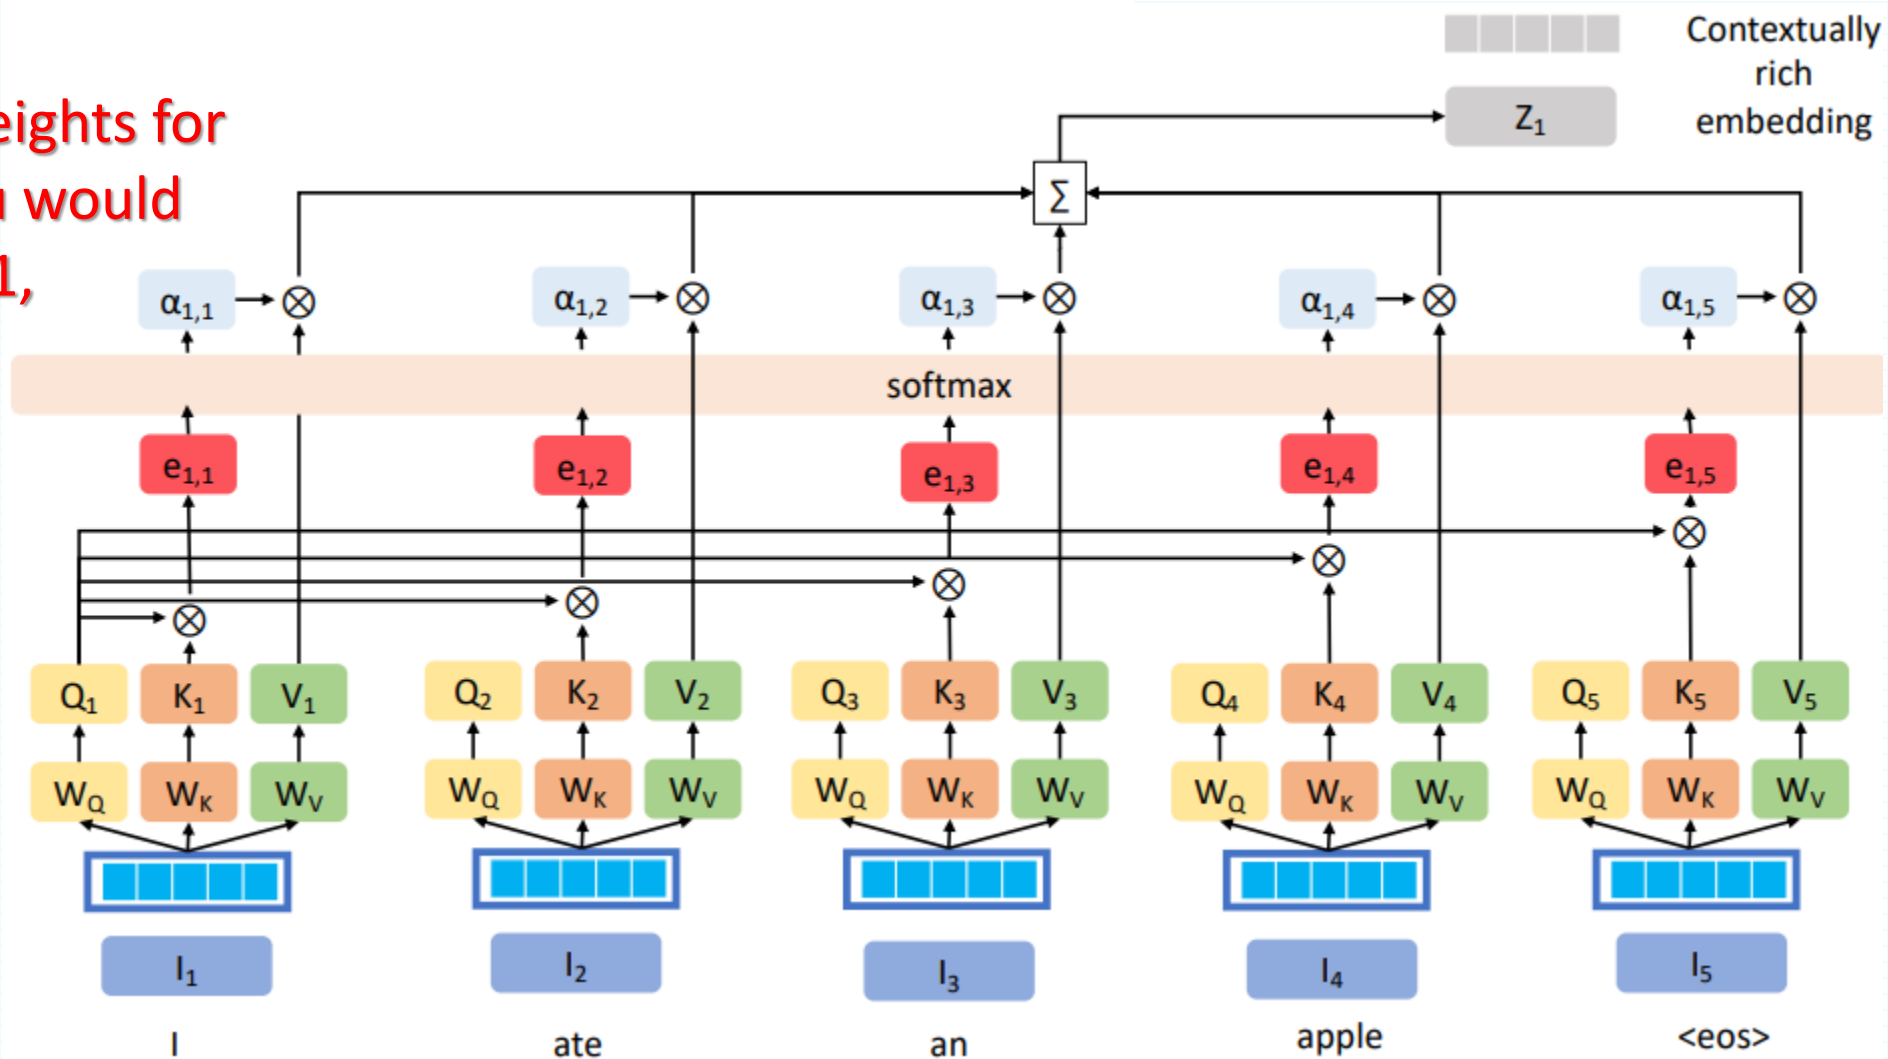 Contextually
rich
embedding
Z1
eights for
would
1,
∑
α1,1 α1,2 α1,3 α1,4 α1,5
softmax
e1,1 e1,2 e1,3 e1,4 e1,5
Q1 K1 V1 Q2 K2 V2 Q3 K3 V3 Q4 K4 V4 Q5 K5 V5
WQ WK WV WQ WK WV WQ WK WV WQ WK WV WQ WK WV
I1 I2 I3 I4 I5
I ate an apple <eos>